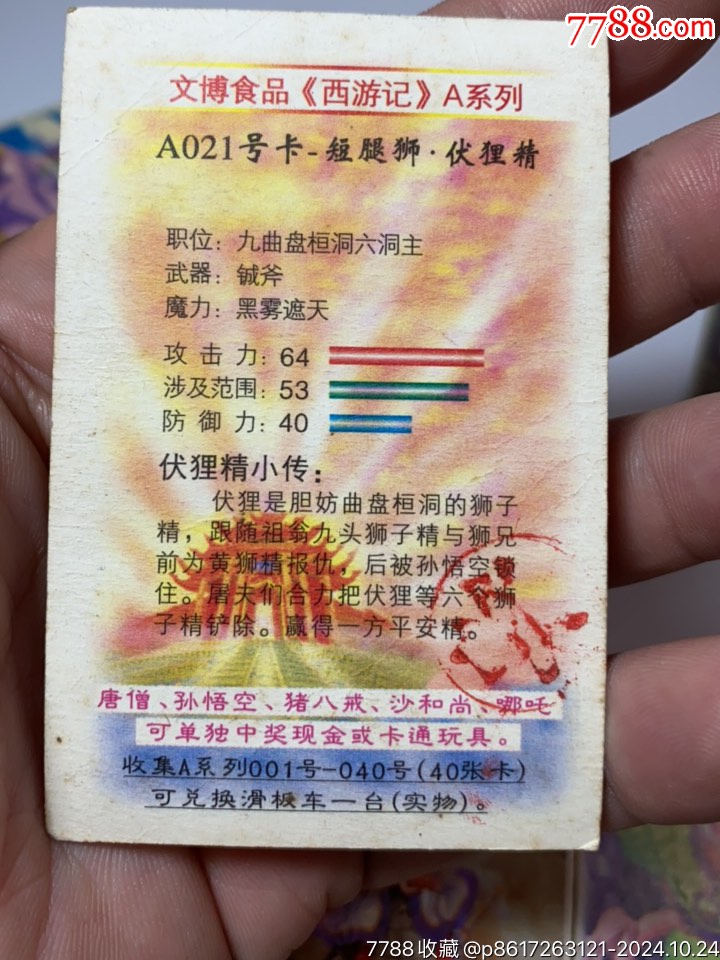 7788.com
文博食品《西游记》A系列
A021号卡-短腿狮·伏狸精
职位：九曲盘桓洞六洞主
武器：钺斧
魔力：黑雾遮天
攻击力：64
涉及范围：53
防御力：40
伏狸精小传：
伏狸是胆妨曲盘桓洞的狮子
精，跟随祖翁九头狮子精与狮兄
前为黄狮精报仇，后被孙悟空锁
住。屠夫们合力把伏狸等六个狮
子精铲除。赢得一方平安精。
唐僧、孙悟空、猪八戒、沙和尚、哪吒
可单独中奖现金或卡通玩具。
收集A系列001号-040号(40张卡)
可兑换滑板车一台(实物)。
7788收藏@p8617263121-2024.10.24